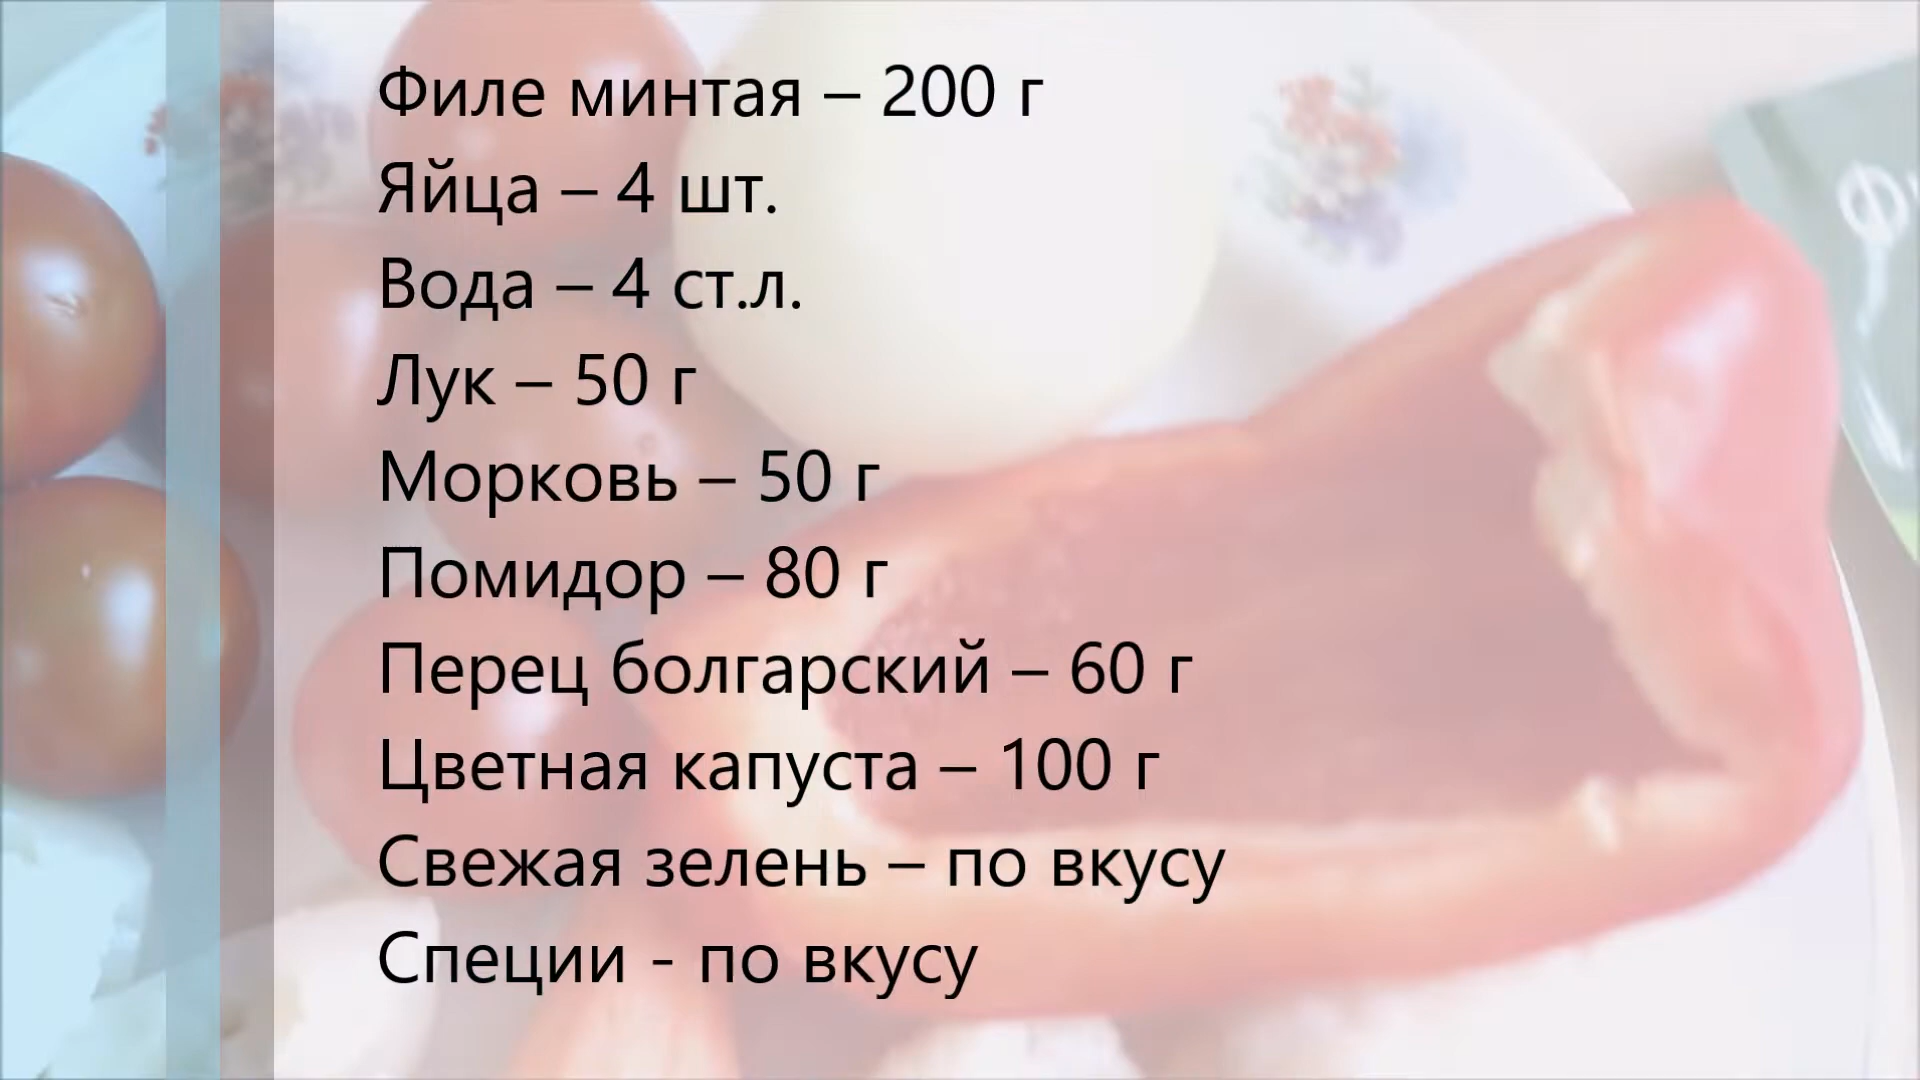 Филе минтая – 200 г
Яйца – 4 шт.
Вода – 4 ст.л.
Лук – 50 г
Морковь – 50 г
Помидор – 80 г
Перец болгарский – 60 г
Цветная капуста – 100 г
Свежая зелень – по вкусу
Специи - по вкусу